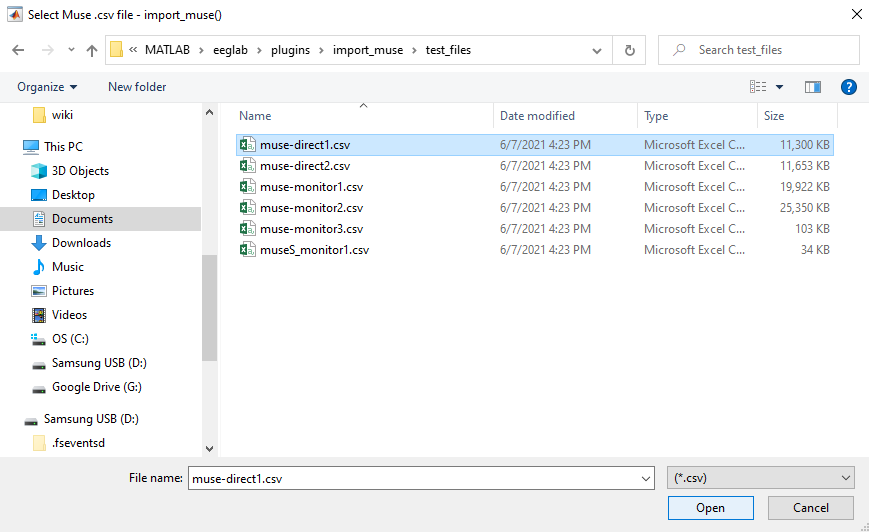 Select Muse .csv file - import_muse()
« MATLAB > eeglab > plugins > import_muse > test_files
Search test_files
Organize New folder
?
wiki
This PC
3D Objects
Desktop
Documents
Downloads
Music
Pictures
Videos
OS (C:)
Samsung USB (D:)
Google Drive (G:)
Samsung USB (D:)
.fseventsd
Name Date modified Type Size
muse-direct1.csv 6/7/2021 4:23 PM Microsoft Excel C... 11,300 KB
muse-direct2.csv 6/7/2021 4:23 PM Microsoft Excel C... 11,653 KB
muse-monitor1.csv 6/7/2021 4:23 PM Microsoft Excel C... 19,922 KB
muse-monitor2.csv 6/7/2021 4:23 PM Microsoft Excel C... 25,350 KB
muse-monitor3.csv 6/7/2021 4:23 PM Microsoft Excel C... 103 KB
museS_monitor1.csv 6/7/2021 4:23 PM Microsoft Excel C... 34 KB
File name: muse-direct1.csv (*.csv)
Open Cancel